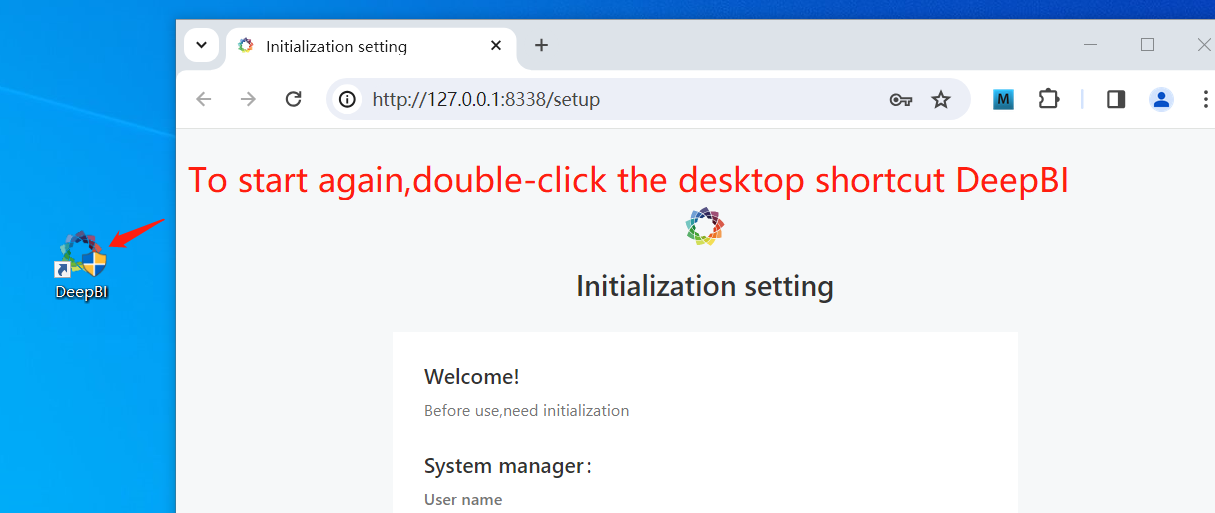 Initialization setting
http://127.0.0.1:8338/setup
M
To start again,double-click the desktop shortcut DeepBI
DeepBI
Initialization setting
Welcome!
Before use,need initialization
System manager:
User name